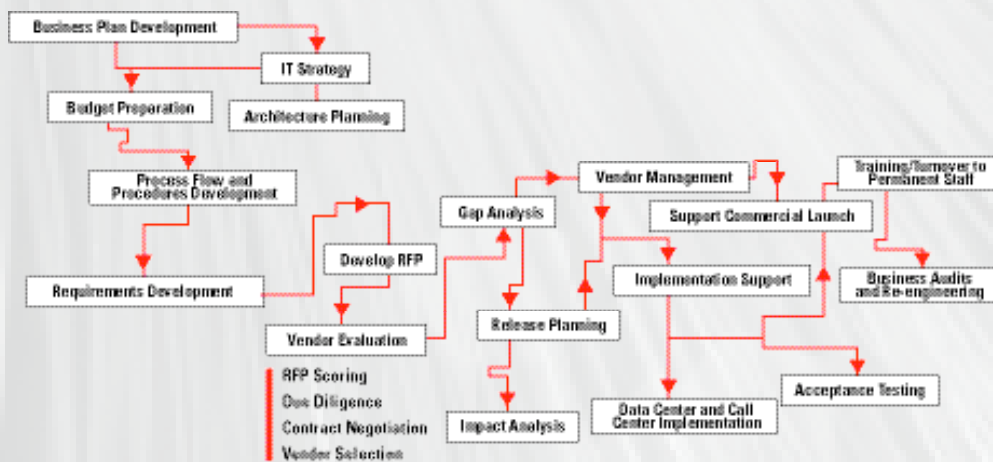 Business Plan Development
IT Strategy
Budget Preparation
Architecture Planning
Process Flow and
Procedures Development
Requirements Development
Develop RFP
Vendor Evaluation
RFP Scoring
Due Diligence
Contract Negotiation
Vendor Selection
Gap Analysis
Release Planning
Impact Analysis
Vendor Management
Support Commercial Launch
Implementation Support
Data Center and Call
Center Implementation
Training/Turnover to
Permanent Staff
Business Audits
and Re-engineering
Acceptance Testing